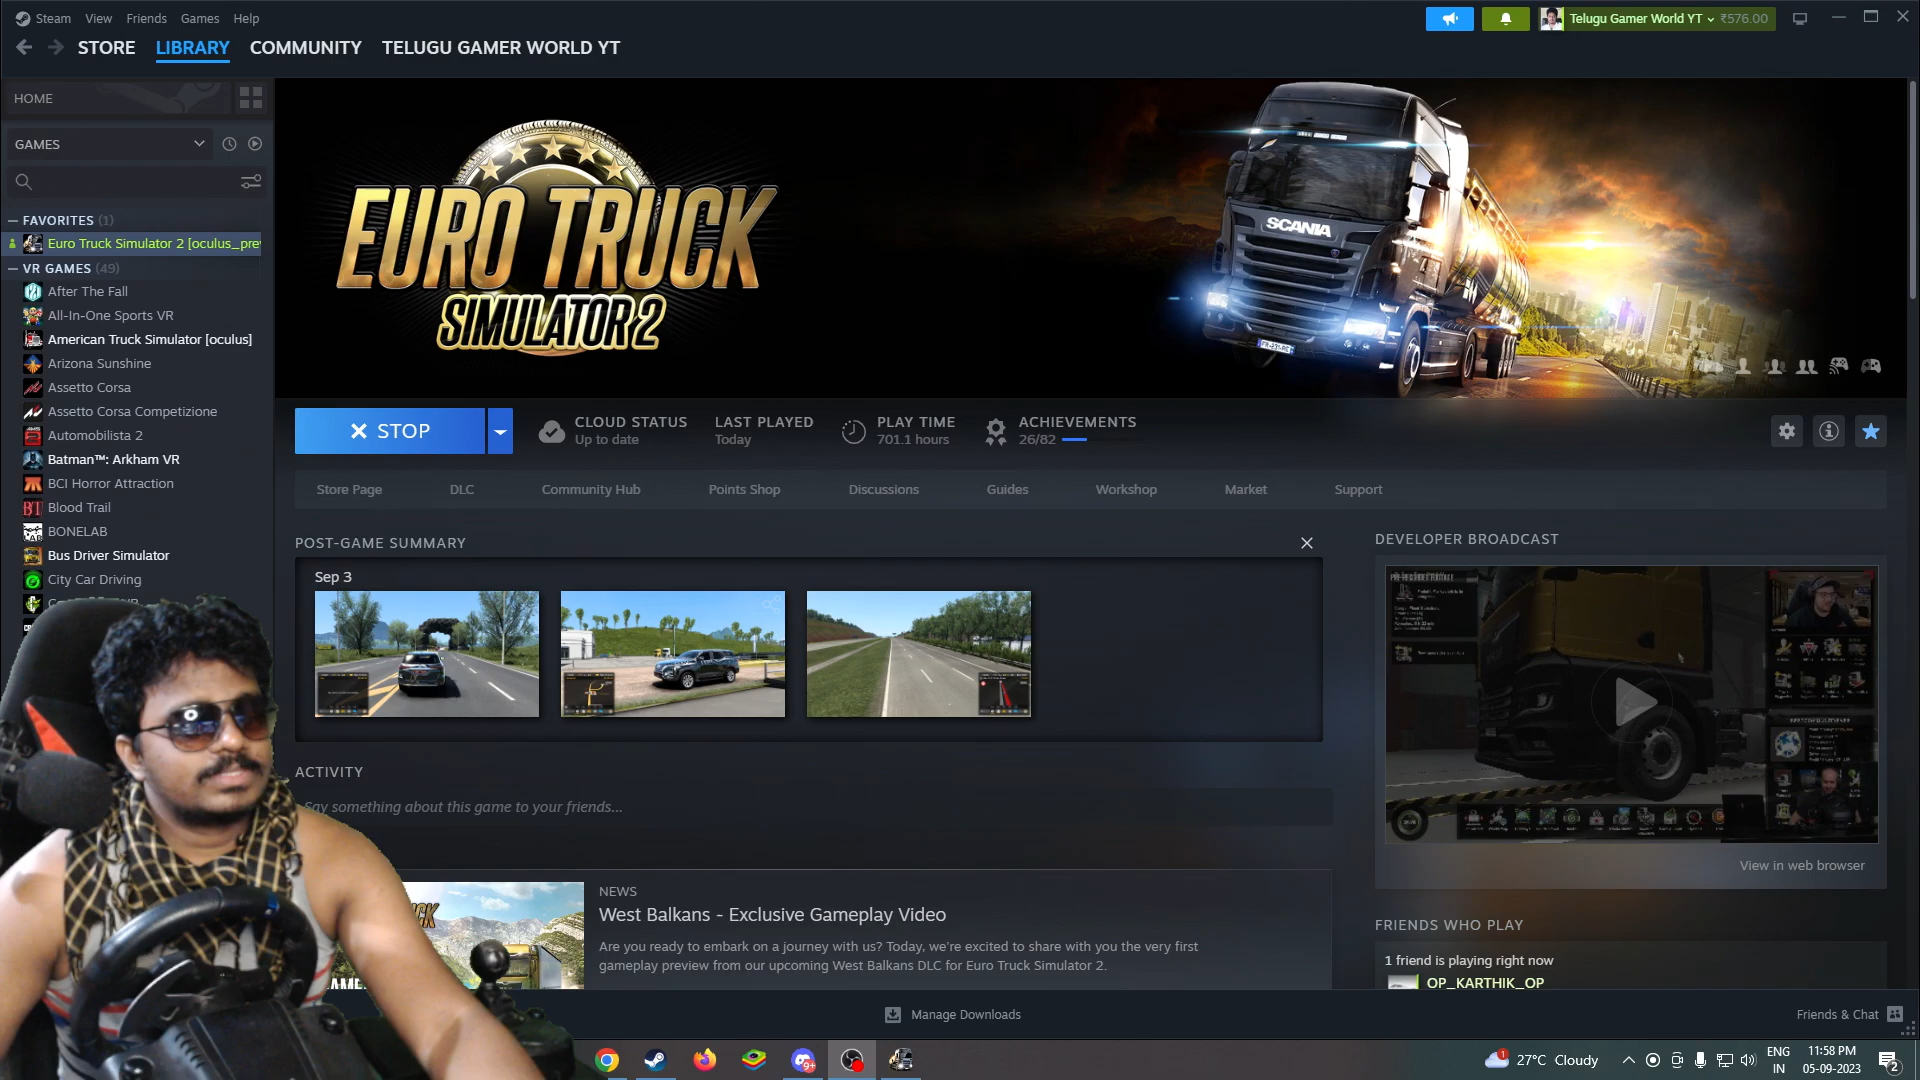 Steam View Friends Games Help
Telugu Gamer World YT ₹576.00
STORE LIBRARY COMMUNITY TELUGU GAMER WORLD YT
HOME
GAMES
FAVORITES (1)
Euro Truck Simulator 2 [oculus_prev
VR GAMES (49)
After The Fall
All-In-One Sports VR
American Truck Simulator [oculus]
Arizona Sunshine
Assetto Corsa
Assetto Corsa Competizione
Automobilista 2
Batman™: Arkham VR
BCI Horror Attraction
Blood Trail
BONELAB
Bus Driver Simulator
City Car Driving
EURO TRUCK
SIMULATOR 2
SCANIA
STOP
CLOUD STATUS
Up to date
LAST PLAYED
Today
PLAY TIME
701.1 hours
ACHIEVEMENTS
26/82
Store Page DLC Community Hub Points Shop Discussions Guides Workshop Market Support
POST-GAME SUMMARY
Sep 3
ACTIVITY
Say something about this game to your friends...
NEWS
West Balkans - Exclusive Gameplay Video
Are you ready to embark on a journey with us? Today, we're excited to share with you the very first
gameplay preview from our upcoming West Balkans DLC for Euro Truck Simulator 2.
DEVELOPER BROADCAST
View in web browser
FRIENDS WHO PLAY
1 friend is playing right now
OP_KARTHIK_OP
Manage Downloads
Friends & Chat
9+
1
27°C Cloudy
ENG
IN
11:58 PM
05-09-2023
2